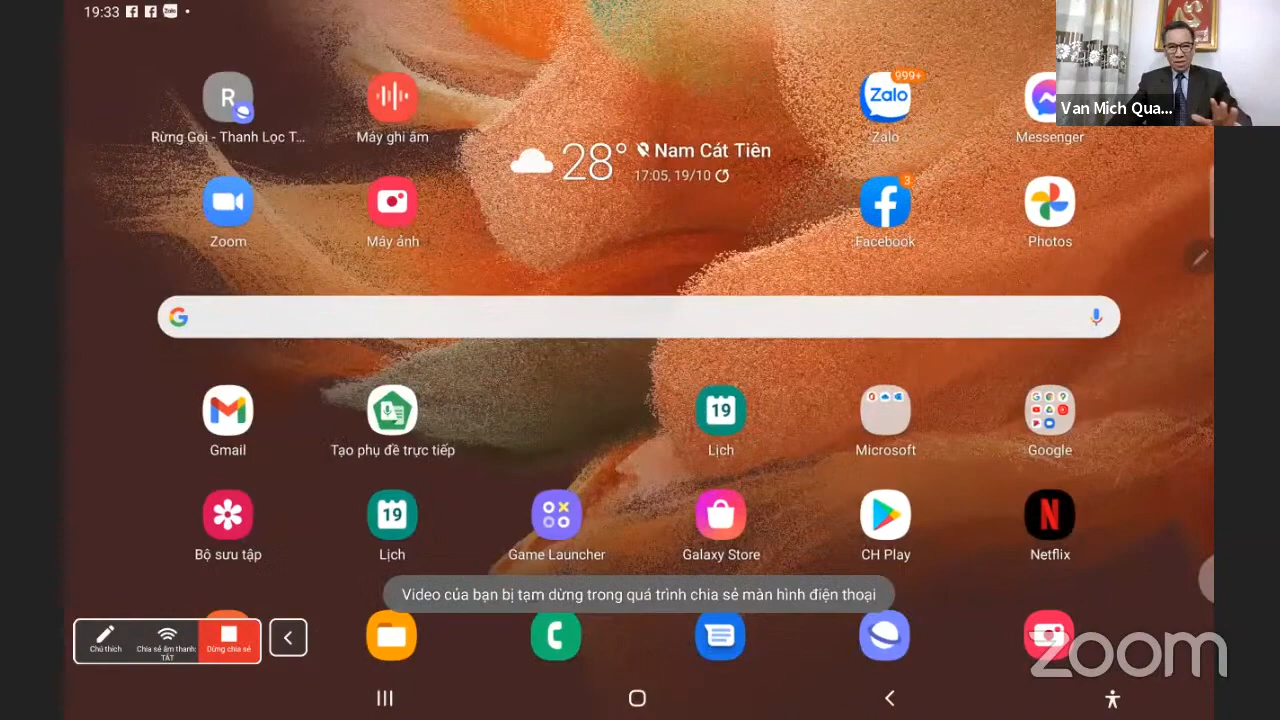 19:33
Zalo
Van Mich Qua...
R
Rừng Gọi - Thanh Lọc T...
Máy ghi âm
28°
Nam Cát Tiên
17:05, 19/10
999+
Zalo
Zalo
Messenger
Zoom
Máy ảnh
3
Facebook
Photos
Gmail
Tạo phụ đề trực tiếp
19
Lịch
Microsoft
Google
Bộ sưu tập
19
Lịch
Game Launcher
Galaxy Store
CH Play
Netflix
Video của bạn bị tạm dừng trong quá trình chia sẻ màn hình điện thoại
Chú thích
Chia sẻ âm thanh:
TẮT
Dừng chia sẻ
zoom